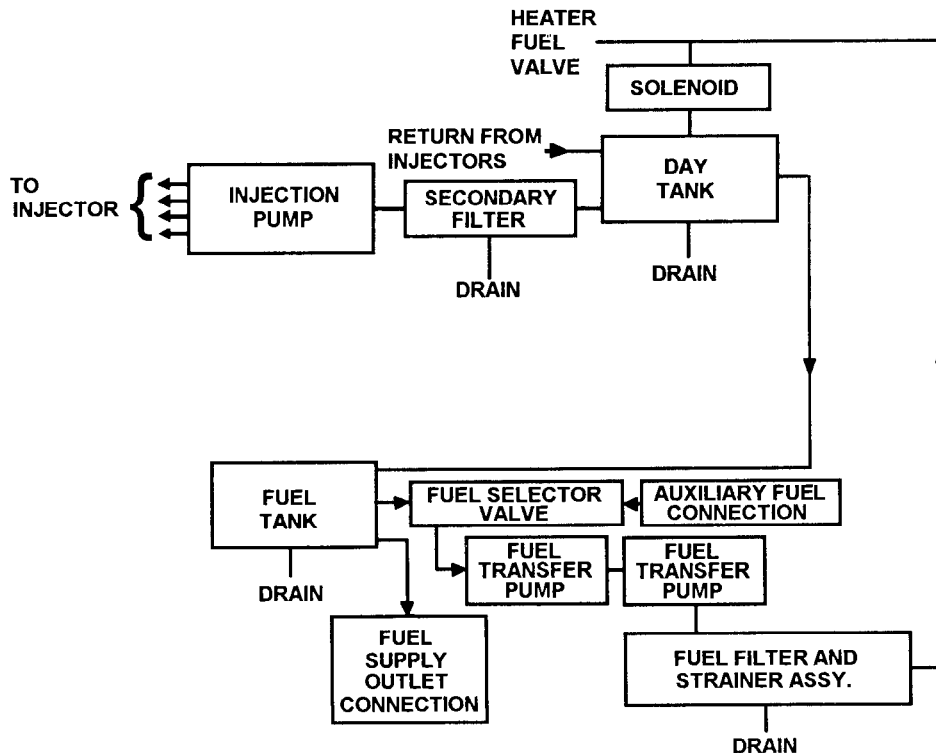 HEATER
FUEL
VALVE
SOLENOID
RETURN FROM
INJECTORS
DAY
TANK
TO
INJECTOR
INJECTION
PUMP
SECONDARY
FILTER
DRAIN
DRAIN
FUEL
TANK
FUEL SELECTOR
VALVE
AUXILIARY FUEL
CONNECTION
FUEL
TRANSFER
PUMP
FUEL
TRANSFER
PUMP
DRAIN
FUEL
SUPPLY
OUTLET
CONNECTION
FUEL FILTER AND
STRAINER ASSY.
DRAIN